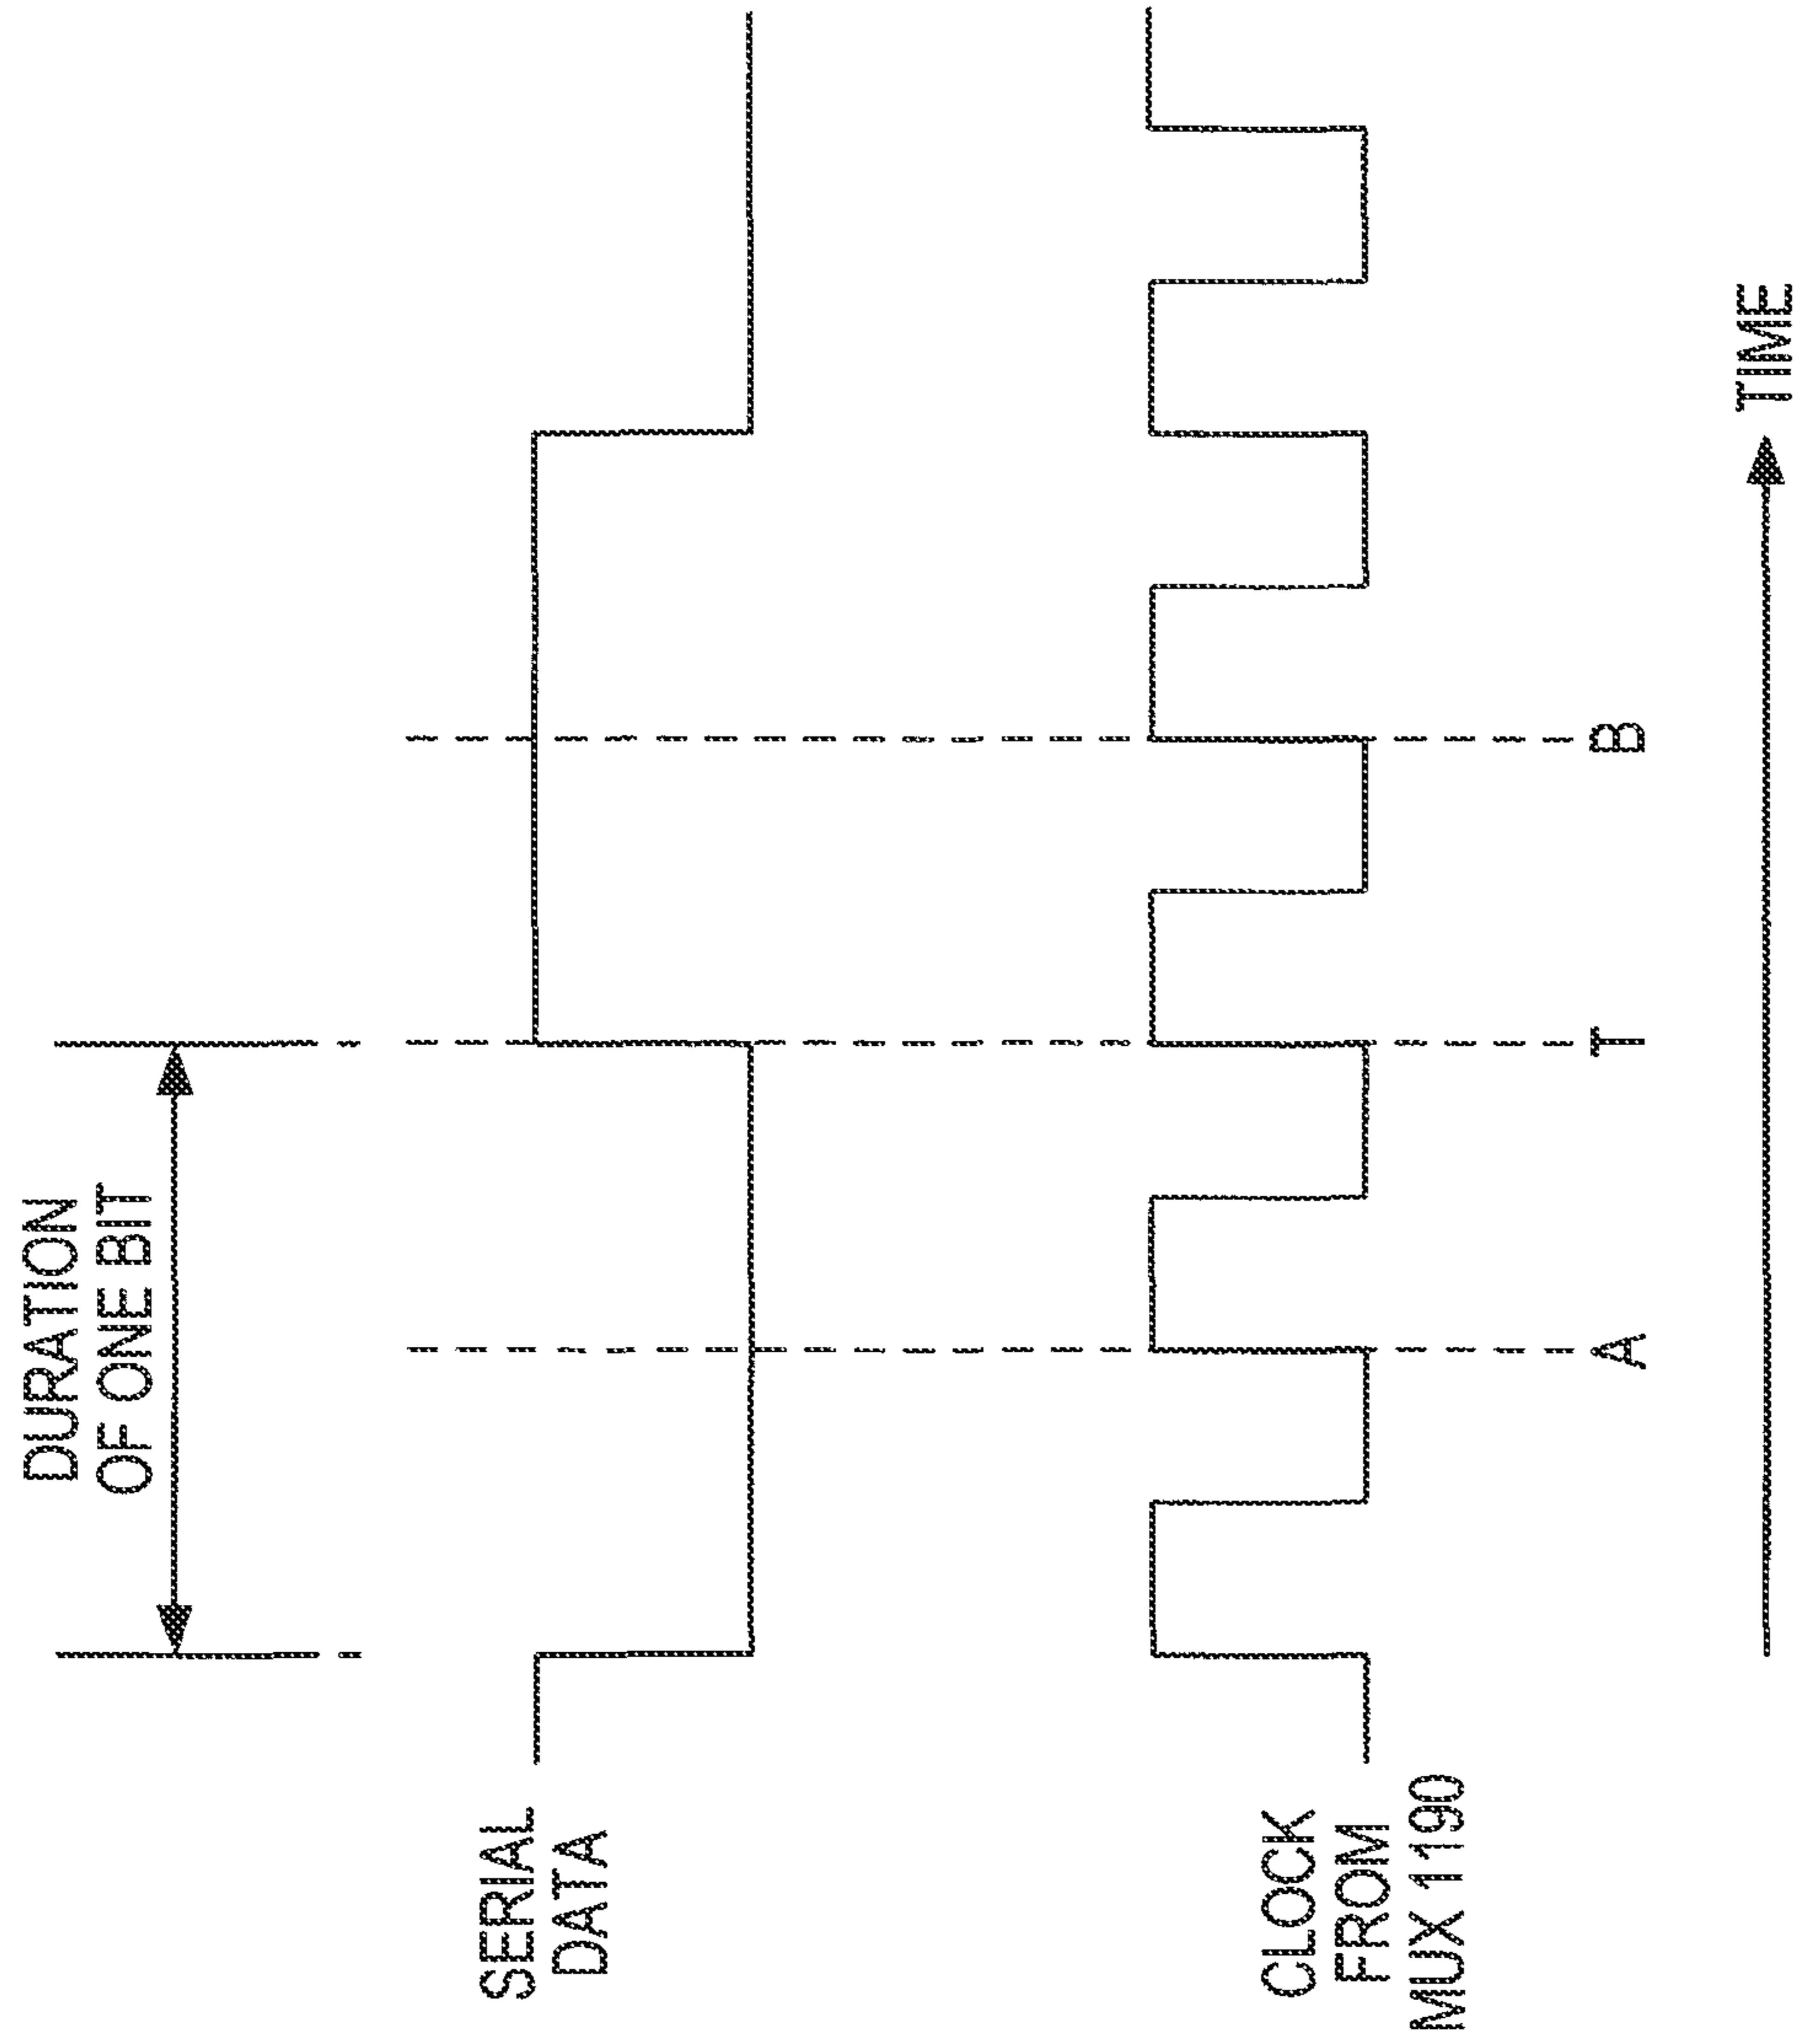 DURATION
OF ONE BIT
SERIAL
DATA
CLOCK
FROM
MUX 1190
A
T
B
TIME